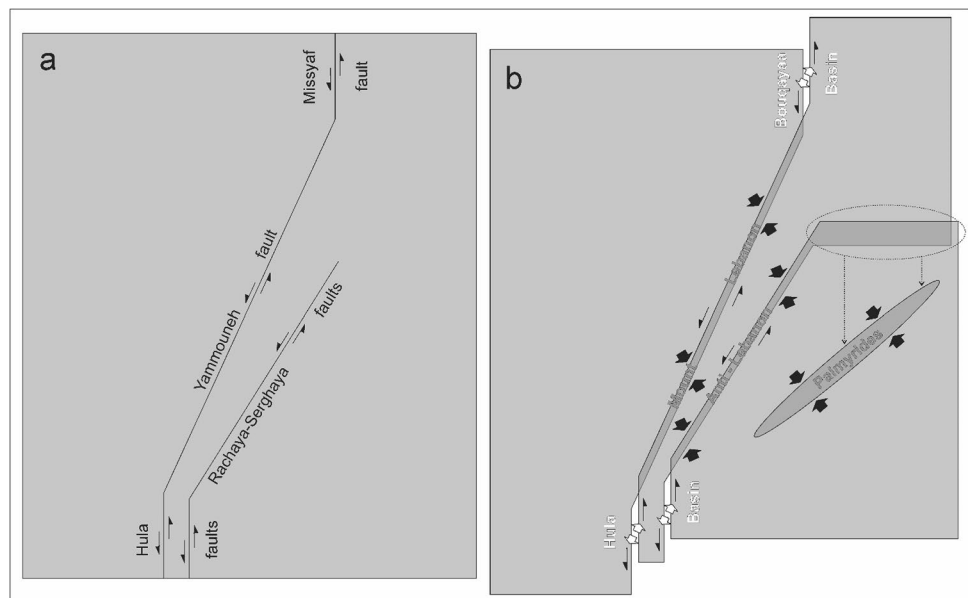 a
Missyaf
fault
Yammouneh
fault
Rachaya-Serghaya
faults
Hula
faults
b
Bouqayaa
Basin
Mount
Lebanon
Anti - Lebanon
Palmyrides
Hula
Basin